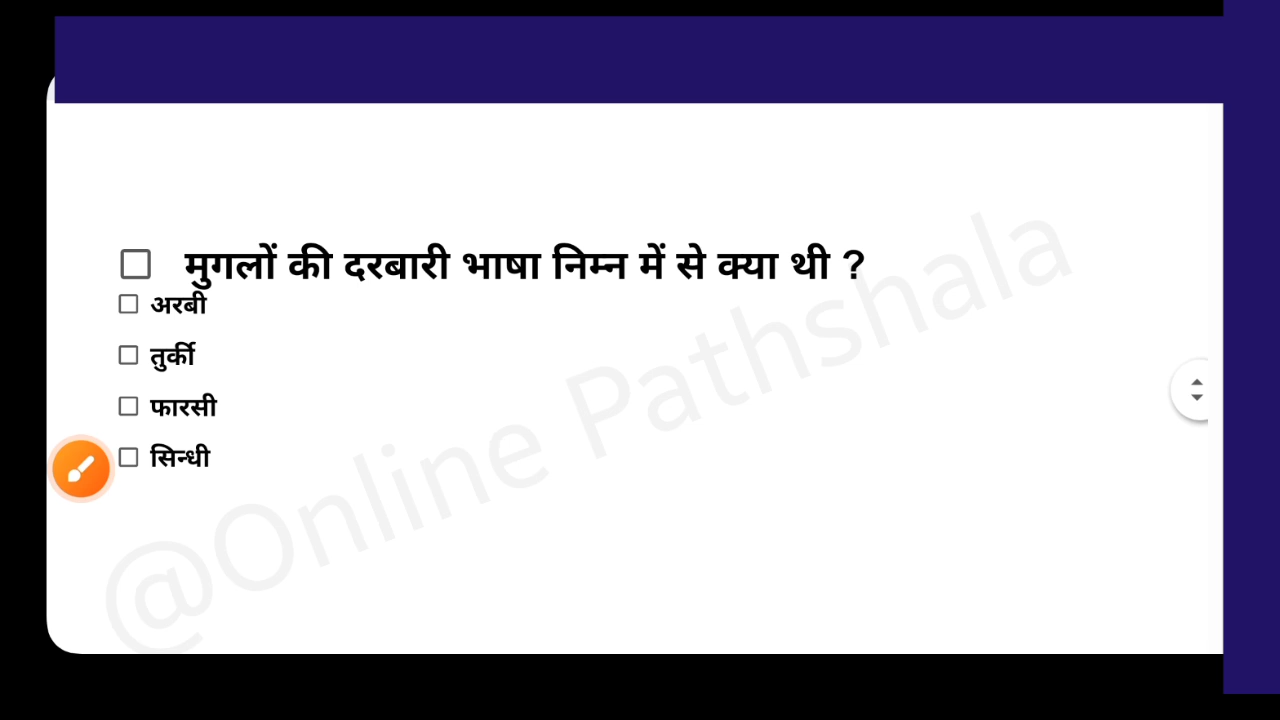 मुगलों की दरबारी भाषा निम्न में से क्या थी ?
अरबी
तुर्की
फारसी
सिन्धी
@Online Pathshala